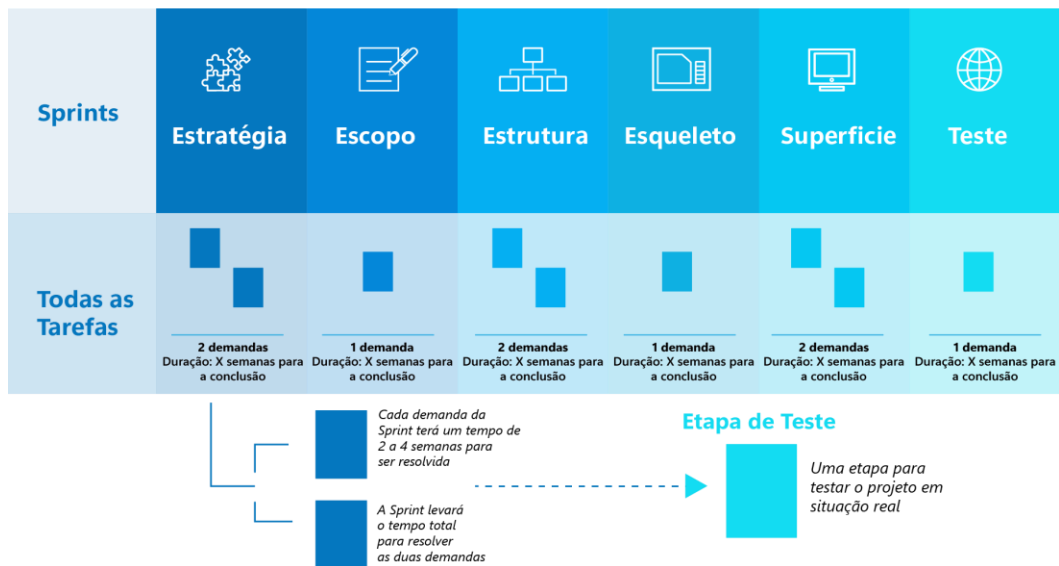 Sprints
Estratégia
Escopo
Estrutura
Esqueleto
Superficie
Teste
Todas as
Tarefas
2 demandas
Duração: X semanas para
a conclusão
1 demanda
Duração: X semanas para
a conclusão
2 demandas
Duração: X semanas para
a conclusão
1 demanda
Duração: X semanas para
a conclusão
2 demandas
Duração: X semanas para
a conclusão
1 demanda
Duração: X semanas para
a conclusão
Cada demanda da
Sprint terá um tempo de
2 a 4 semanas para
ser resolvida
A Sprint levará
o tempo total
para resolver
as duas demandas
Etapa de Teste
Uma etapa para
testar o projeto em
situação real